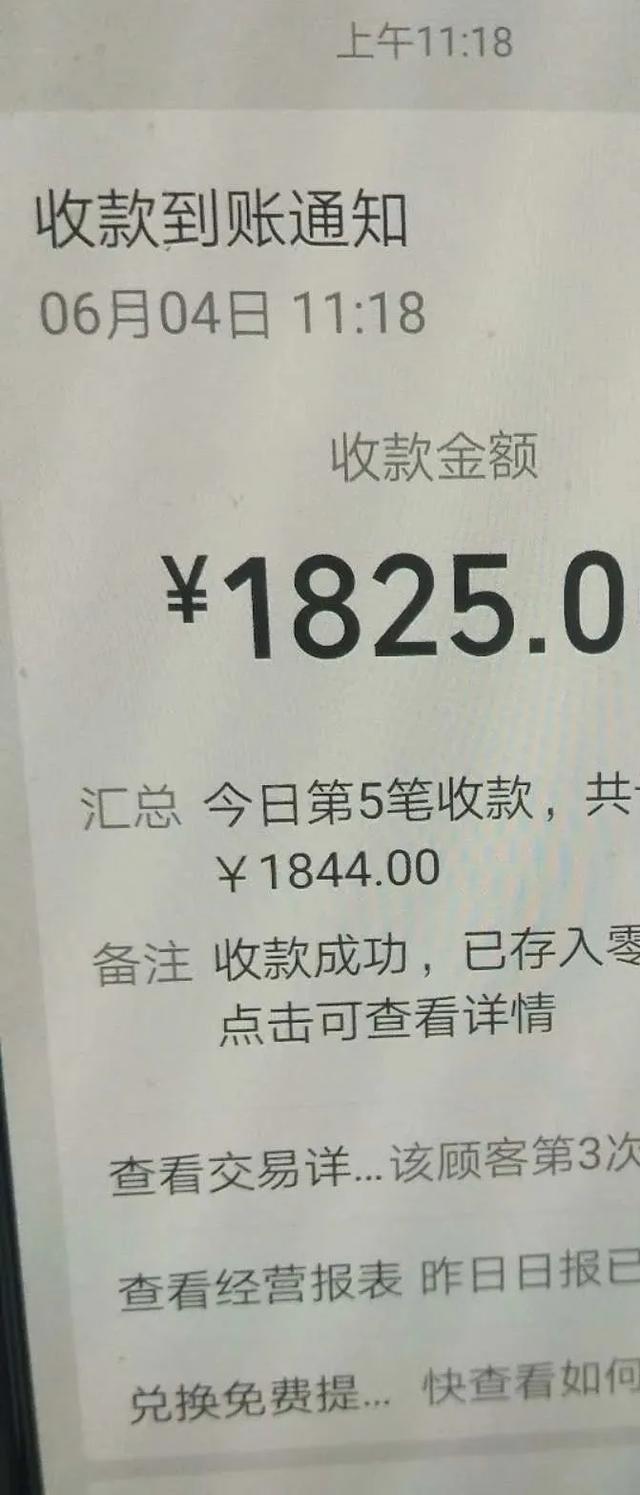 上午11:18
收款到账通知
06月04日 11:18
收款金额
¥1825.0
汇总 今日第5笔收款，共
￥1844.00
备注 收款成功，已存入零
点击可查看详情
查看交易详...该顾客第3次
查看经营报表 昨日日报已
兑换免费提... 快查看如何